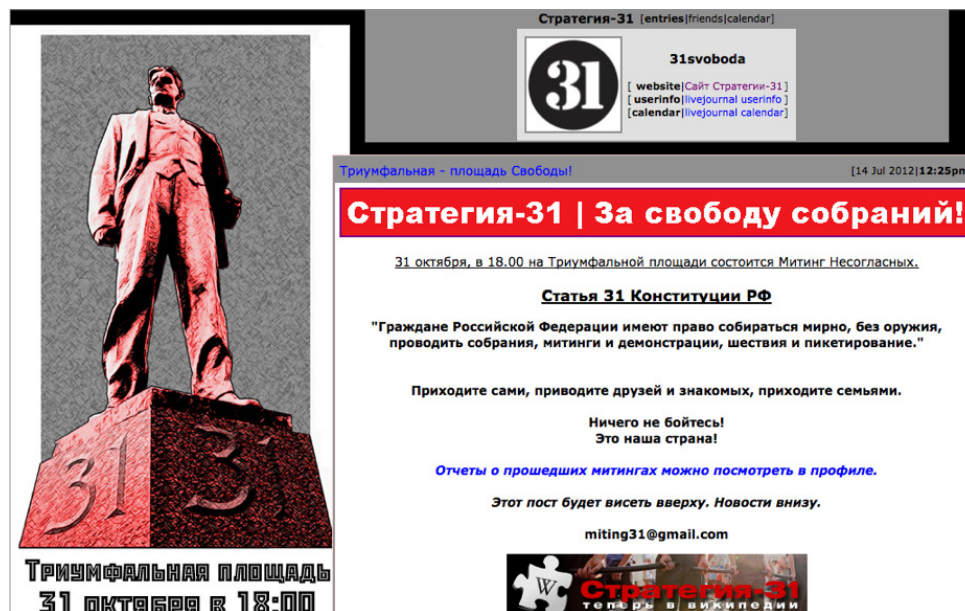 Стратегия-31 [entries|friends|calendar]
31
31svoboda
[ website|Сайт Стратегии-31]
[ userinfo|livejournal userinfo ]
[calendar|livejournal calendar]
Триумфальная - площадь Свободы!
[14 Jul 2012|12:25pm
Стратегия-31 | За свободу собраний!
31 октября, в 18.00 на Триумфальной площади состоится Митинг Несогласных.
Статья 31 Конституции РФ
"Граждане Российской Федерации имеют право собираться мирно, без оружия,
проводить собрания, митинги и демонстрации, шествия и пикетирование."
Приходите сами, приводите друзей и знакомых, приходите семьями.
Ничего не бойтесь!
Это наша страна!
Отчеты о прошедших митингах можно посмотреть в профиле.
Этот пост будет висеть вверху. Новости внизу.
miting31@gmail.com
W
Стратегия-31
теперь в википедии
31 31
Триумфальная площадь
31 октября в 18:00